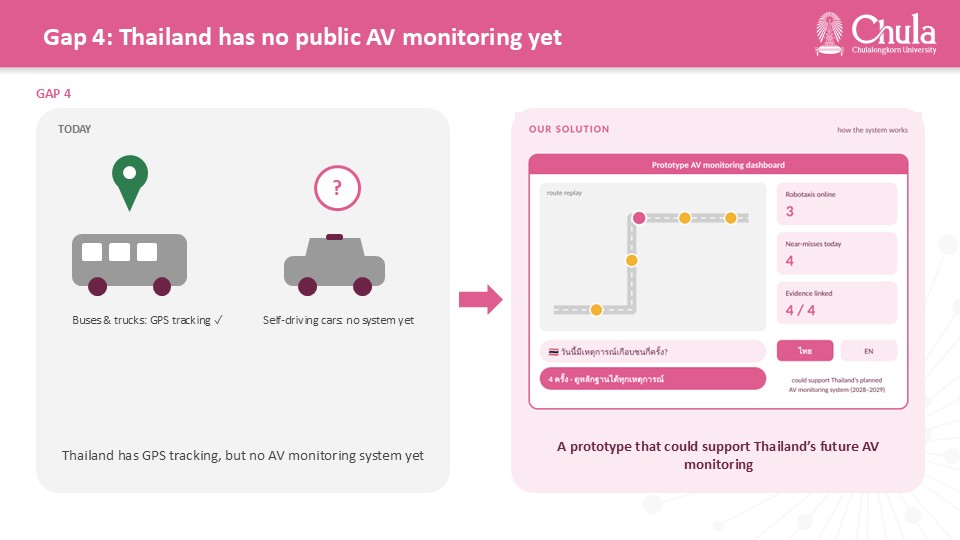 Gap 4: Thailand has no public AV monitoring yet
Chula
Chulalongkorn University
GAP 4
TODAY
?
Buses & trucks: GPS tracking ✓
Self-driving cars: no system yet
Thailand has GPS tracking, but no AV monitoring system yet
OUR SOLUTION
how the system works
Prototype AV monitoring dashboard
route replay
Robotaxis online
3
Near-misses today
4
Evidence linked
4 / 4
วันนี้มีเหตุการณ์เกือบชนกี่ครั้ง?
4 ครั้ง - ดูหลักฐานได้ทุกเหตุการณ์
ไทย
EN
could support Thailand's planned
AV monitoring system (2028–2029)
A prototype that could support Thailand’s future AV
monitoring